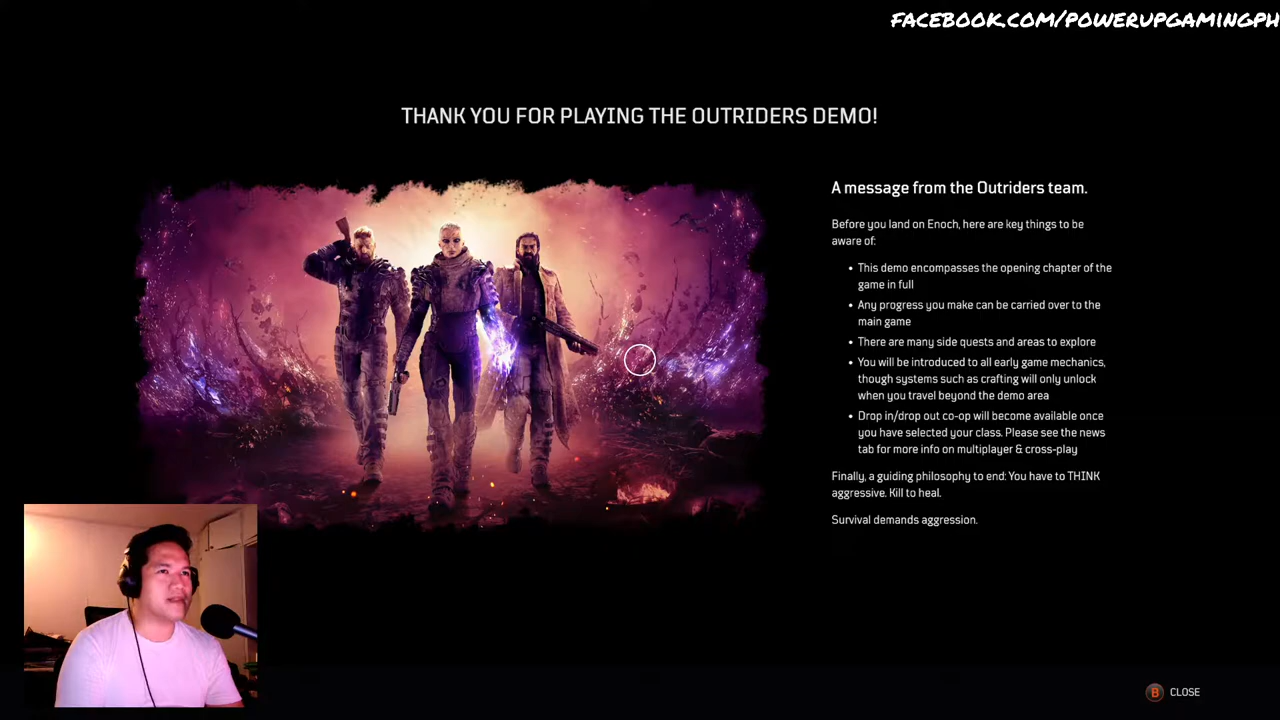 FACEBOOK.COM/POWERUPGAMINGPH
THANK YOU FOR PLAYING THE OUTRIDERS DEMO!
A message from the Outriders team.
Before you land on Enoch, here are key things to be
aware of:
• This demo encompasses the opening chapter of the
game in full
• Any progress you make can be carried over to the
main game
• There are many side quests and areas to explore
• You will be introduced to all early game mechanics,
though systems such as crafting will only unlock
when you travel beyond the demo area
• Drop in/drop out co-op will become available once
you have selected your class. Please see the news
tab for more info on multiplayer & cross-play
Finally, a guiding philosophy to end: You have to THINK
aggressive. Kill to heal.
Survival demands aggression.
B CLOSE